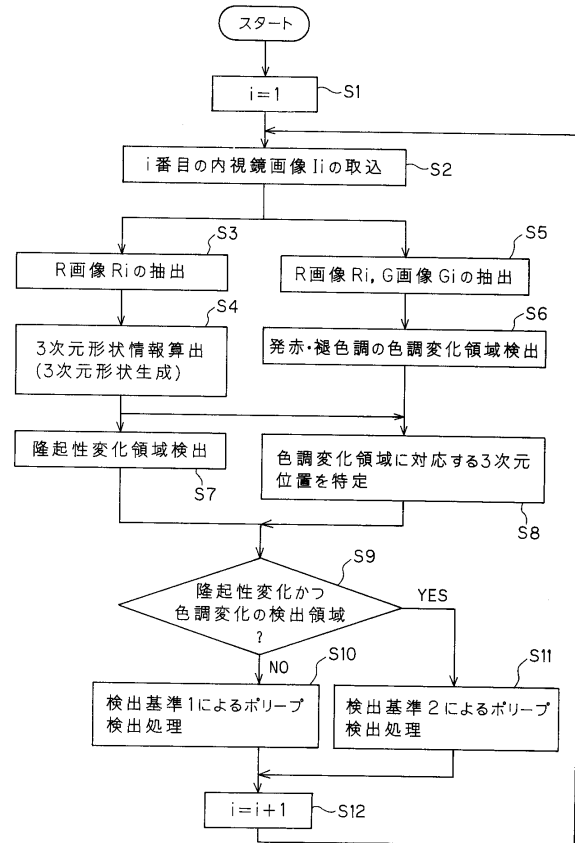 スタート
i=1
S1
i番目の内視鏡画像Iiの取込
S2
S3
R画像Riの抽出
S5
R画像Ri,G画像Giの抽出
S4
3次元形状情報算出
(3次元形状生成)
S6
発赤・褪色調の色調変化領域検出
隆起性変化領域検出
S7
色調変化領域に対応する3次元
位置を特定
S8
S9
隆起性変化かつ
色調変化の検出領域
?
YES
NO
S10
検出基準1によるポリープ
検出処理
S11
検出基準2によるポリープ
検出処理
i=i+1
S12